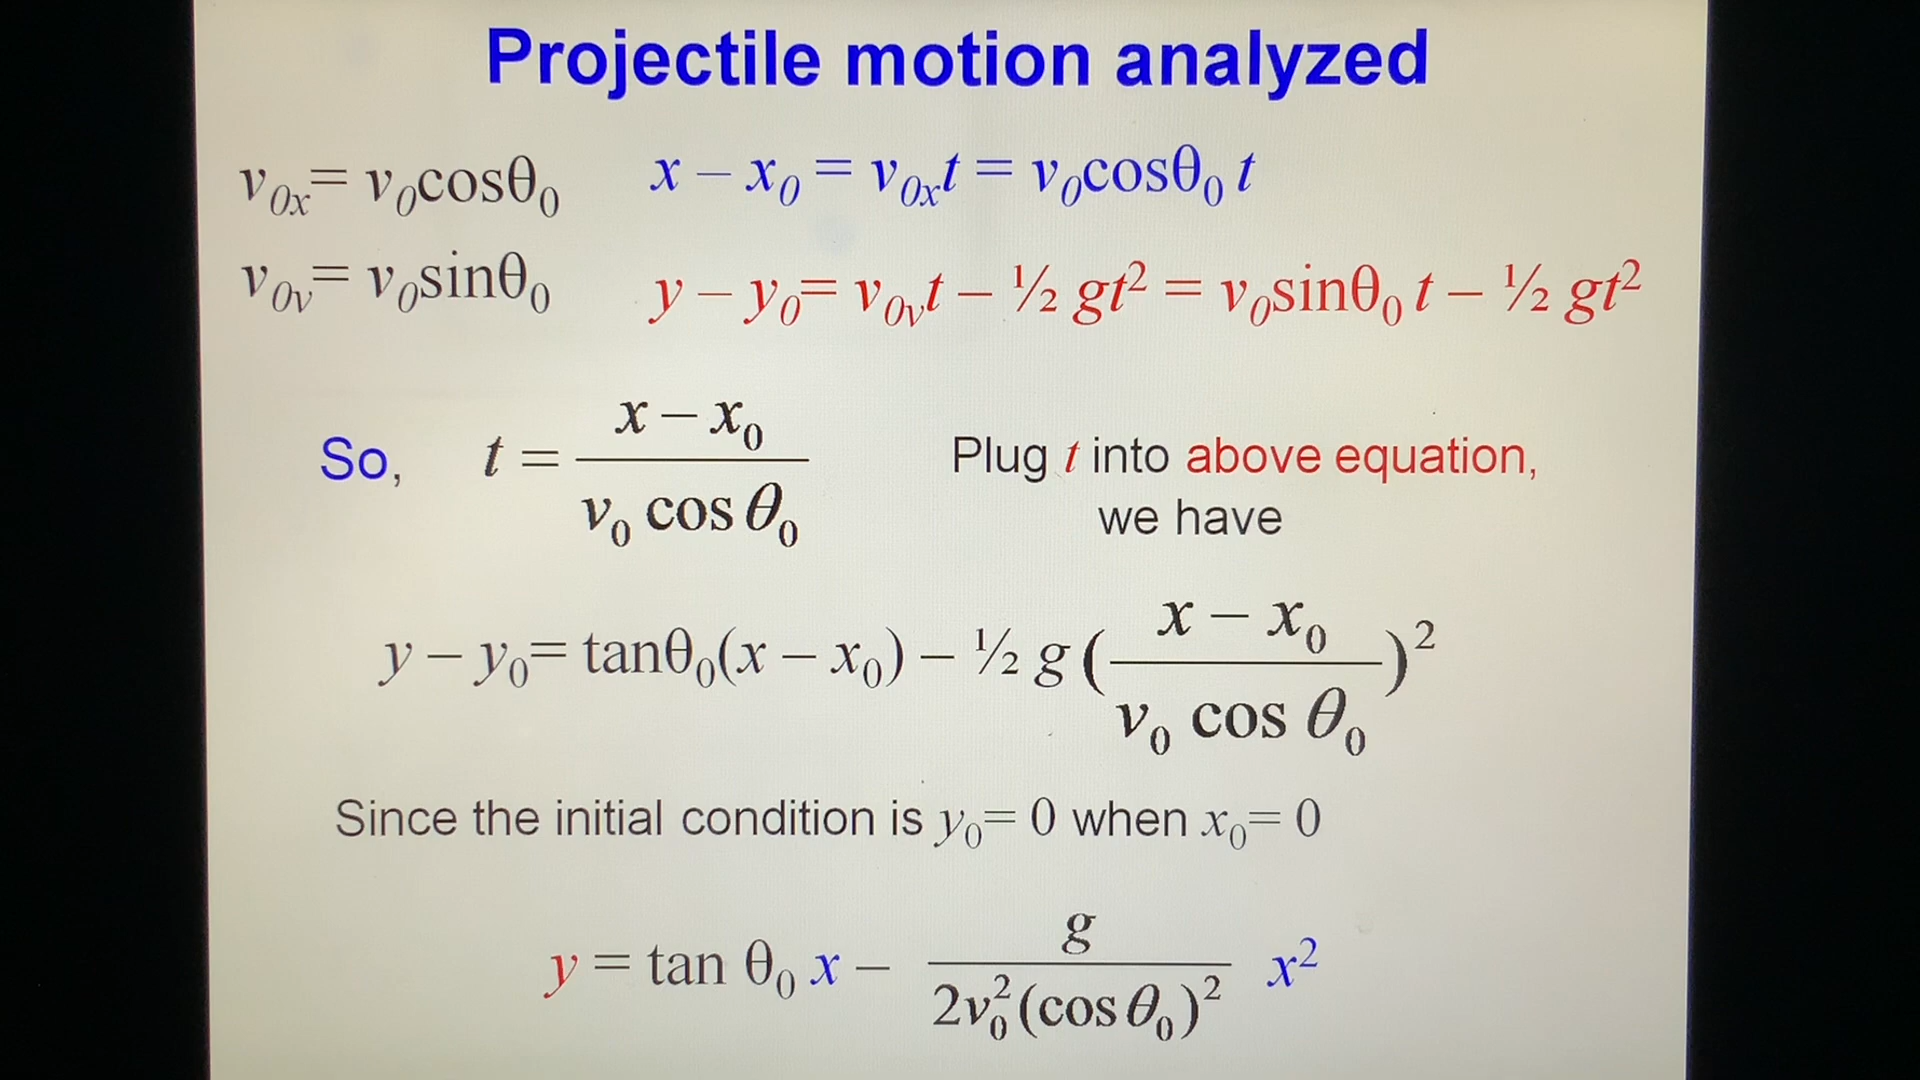 Projectile motion analyzed
v₀ₓ= v₀cosθ₀ x – x₀ = v₀ₓt = v₀cosθ₀ t
v₀ᵥ= v₀sinθ₀ y – y₀= v₀ᵥt – ½ gt² = v₀sinθ₀ t – ½ gt²
So, t = (x – x₀) / (v₀ cos θ₀) Plug t into above equation,
we have
y – y₀= tanθ₀(x – x₀) – ½ g ( (x – x₀) / (v₀ cos θ₀) )²
Since the initial condition is y₀= 0 when x₀= 0
y = tan θ₀ x – g / (2v₀²(cos θ₀)²) x²